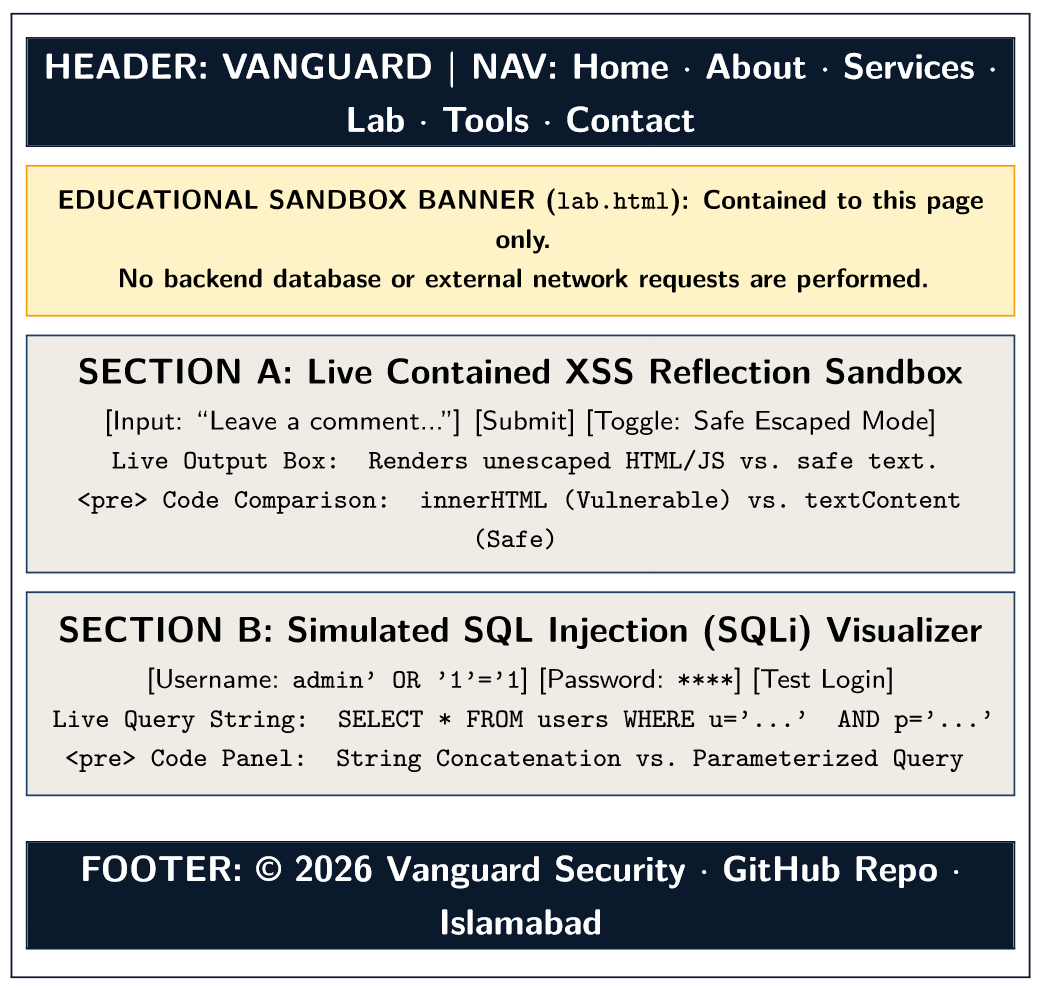 HEADER: VANGUARD | NAV: Home · About · Services ·
Lab · Tools · Contact
EDUCATIONAL SANDBOX BANNER (lab.html): Contained to this page
only.
No backend database or external network requests are performed.
SECTION A: Live Contained XSS Reflection Sandbox
[Input: “Leave a comment...”] [Submit] [Toggle: Safe Escaped Mode]
Live Output Box: Renders unescaped HTML/JS vs. safe text.
<pre> Code Comparison: innerHTML (Vulnerable) vs. textContent
(Safe)
SECTION B: Simulated SQL Injection (SQLi) Visualizer
[Username: admin’ OR ’1’=’1] [Password: ****] [Test Login]
Live Query String: SELECT * FROM users WHERE u=’...’ AND p=’...’
<pre> Code Panel: String Concatenation vs. Parameterized Query
FOOTER: © 2026 Vanguard Security · GitHub Repo ·
Islamabad